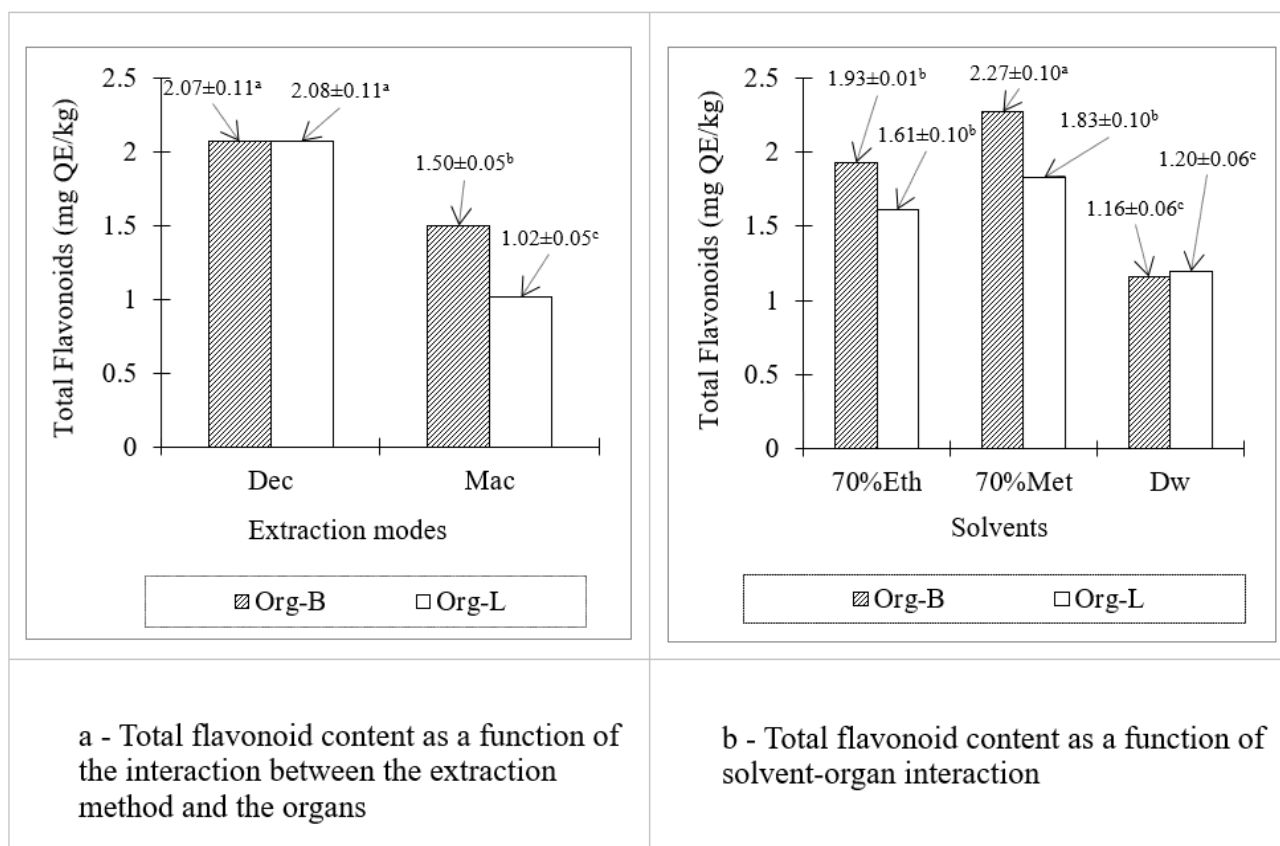 2.5
2
1.5
1
0.5
0
Total Flavonoids (mg QE/kg)
2.07±0.11ᵃ
2.08±0.11ᵃ
1.50±0.05ᵇ
1.02±0.05ᶜ
Dec
Mac
Extraction modes
Org-B
Org-L
2.5
2
1.5
1
0.5
0
Total Flavonoids (mg QE/kg)
1.93±0.01ᵇ
2.27±0.10ᵃ
1.61±0.10ᵇ
1.83±0.10ᵇ
1.20±0.06ᶜ
1.16±0.06ᶜ
70%Eth
70%Met
Dw
Solvents
Org-B
Org-L
a - Total flavonoid content as a function of
the interaction between the extraction
method and the organs
b - Total flavonoid content as a function of
solvent-organ interaction